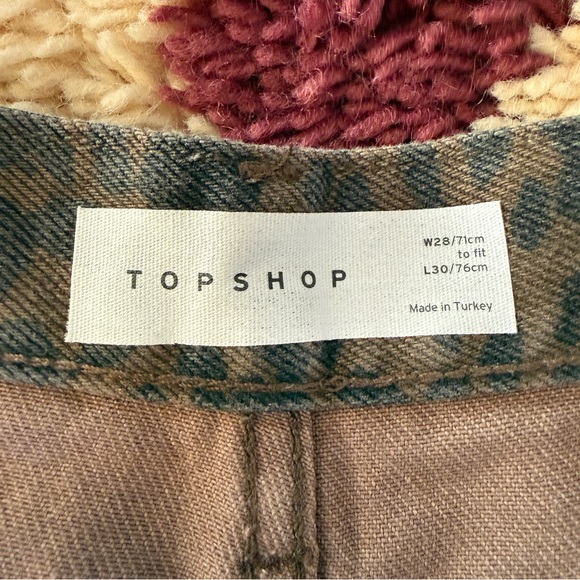 TOPSHOP
W28/71cm
to fit
L30/76cm
Made in Turkey